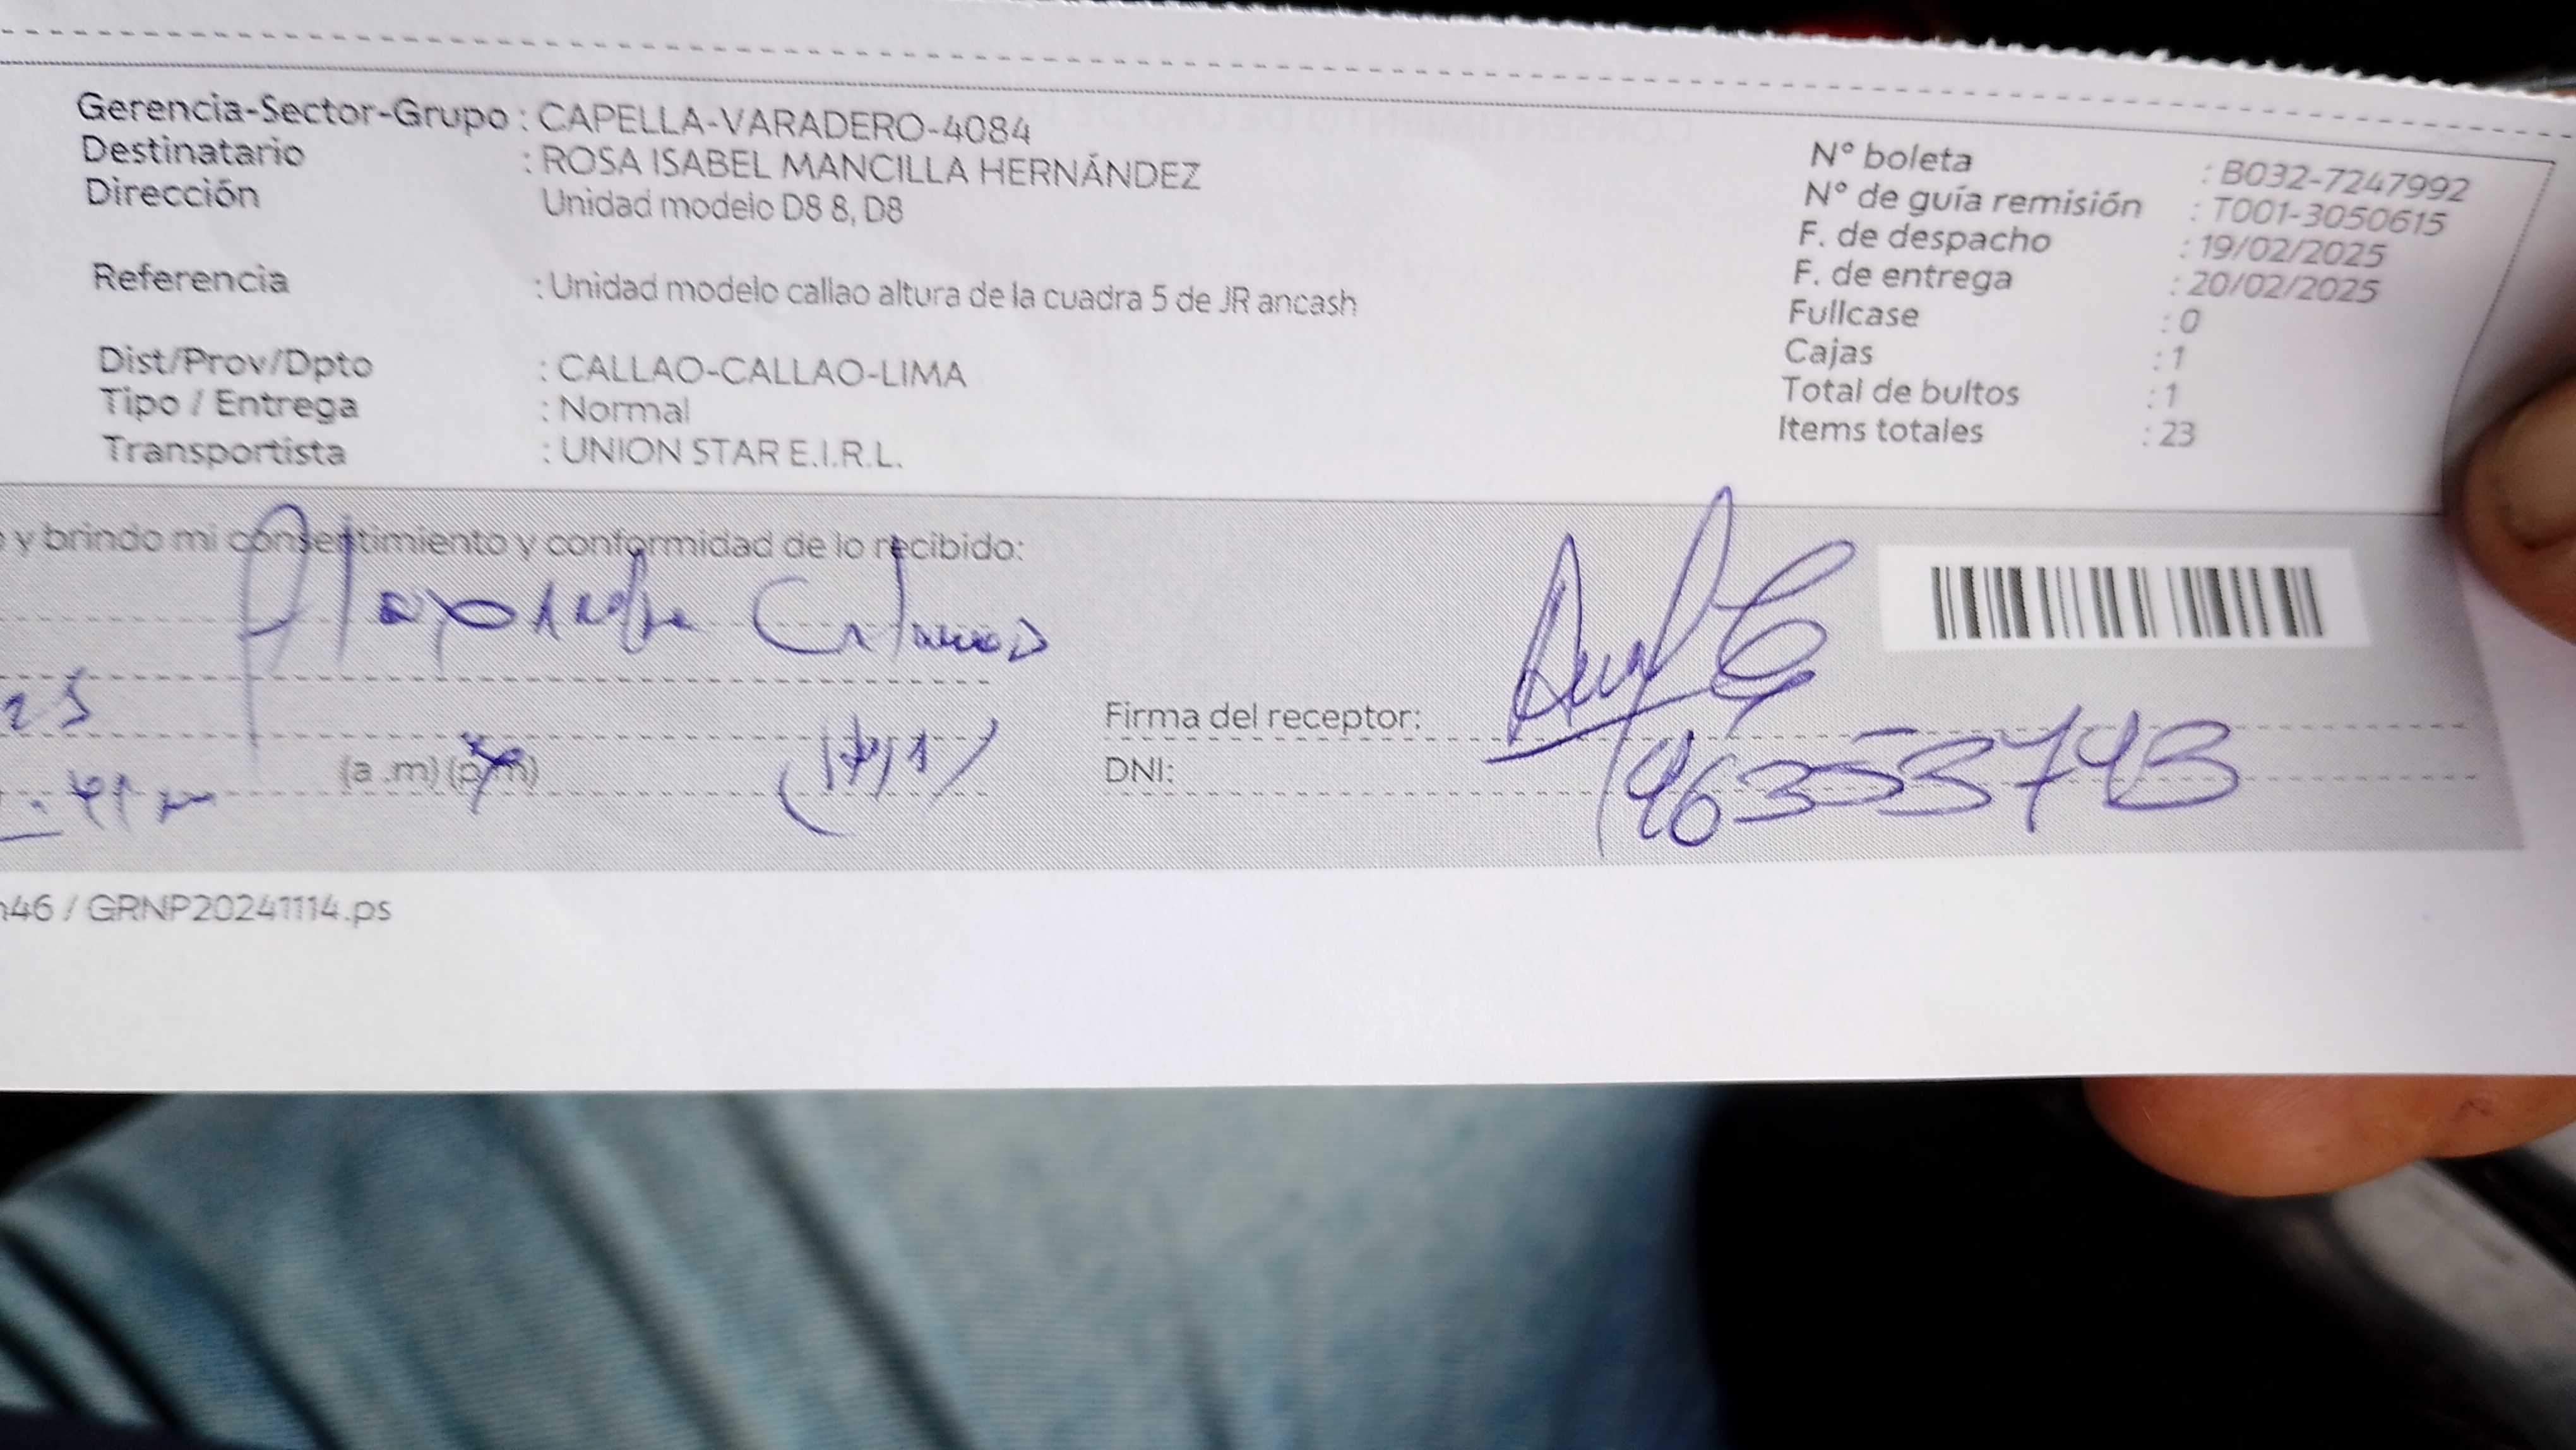 Gerencia-Sector-Grupo : CAPELLA-VARADERO-4084
Destinatario : ROSA ISABEL MANCILLA HERNÁNDEZ
Dirección Unidad modelo D8 8, D8
Referencia : Unidad modelo callao altura de la cuadra 5 de JR ancash
Dist/Prov/Dpto : CALLAO-CALLAO-LIMA
Tipo / Entrega : Normal
Transportista : UNION STAR E.I.R.L.
N° boleta : B032-7247992
N° de guía remisión : T001-3050615
F. de despacho : 19/02/2025
F. de entrega : 20/02/2025
Fullcase : 0
Cajas : 1
Total de bultos : 1
Items totales : 23
y brindo mi consentimiento y conformidad de lo recibido:
25
(a .m) (p.m)
Firma del receptor:
DNI: 46355743
46 / GRNP20241114.ps